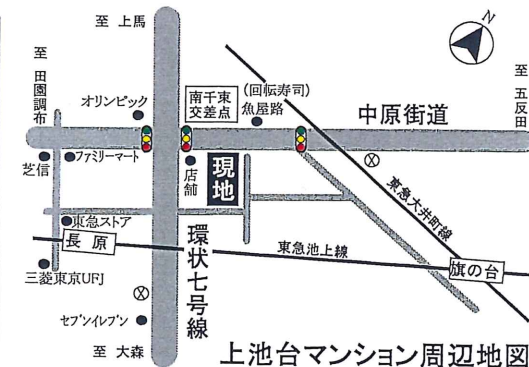 至 上馬
N
至 田園調布
オリンピック
南千束
交差点
(回転寿司)
魚屋路
中原街道
至 五反田
芝信
ファミリーマート
店舗
現地
東急大井町線
東急ストア
長原
環状七号線
東急池上線
旗の台
三菱東京UFJ
セブンイレブン
至 大森
上池台マンション周辺地図